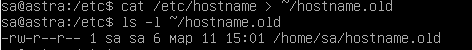 sa@astra:/etc$ cat /etc/hostname > ~/hostname.old
sa@astra:/etc$ ls -l ~/hostname.old
-rw-r--r-- 1 sa sa 6 мар 11 15:01 /home/sa/hostname.old